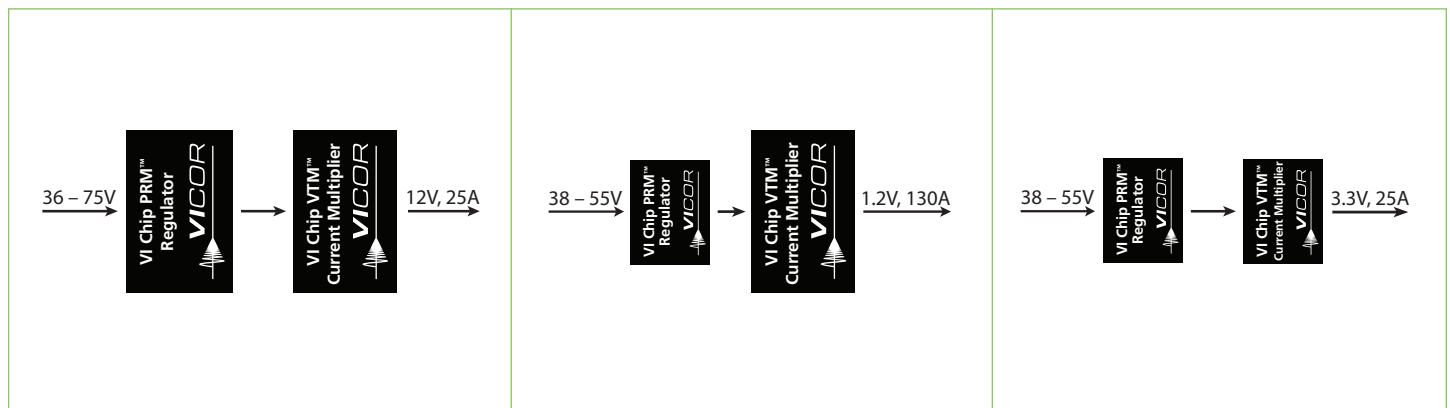 36 – 75V
VI Chip PRM™
Regulator
VICOR
VI Chip VTM™
Current Multiplier
VICOR
12V, 25A
38 – 55V
VI Chip PRM™
Regulator
VICOR
VI Chip VTM™
Current Multiplier
VICOR
1.2V, 130A
38 – 55V
VI Chip PRM™
Regulator
VICOR
VI Chip VTM™
Current Multiplier
VICOR
3.3V, 25A